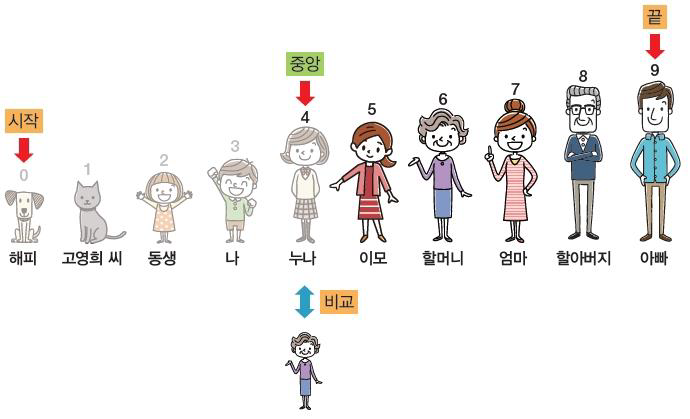 끝
중앙
시작
0 1 2 3 4 5 6 7 8 9
해피 고영희 씨 동생 나 누나 이모 할머니 엄마 할아버지 아빠
비교